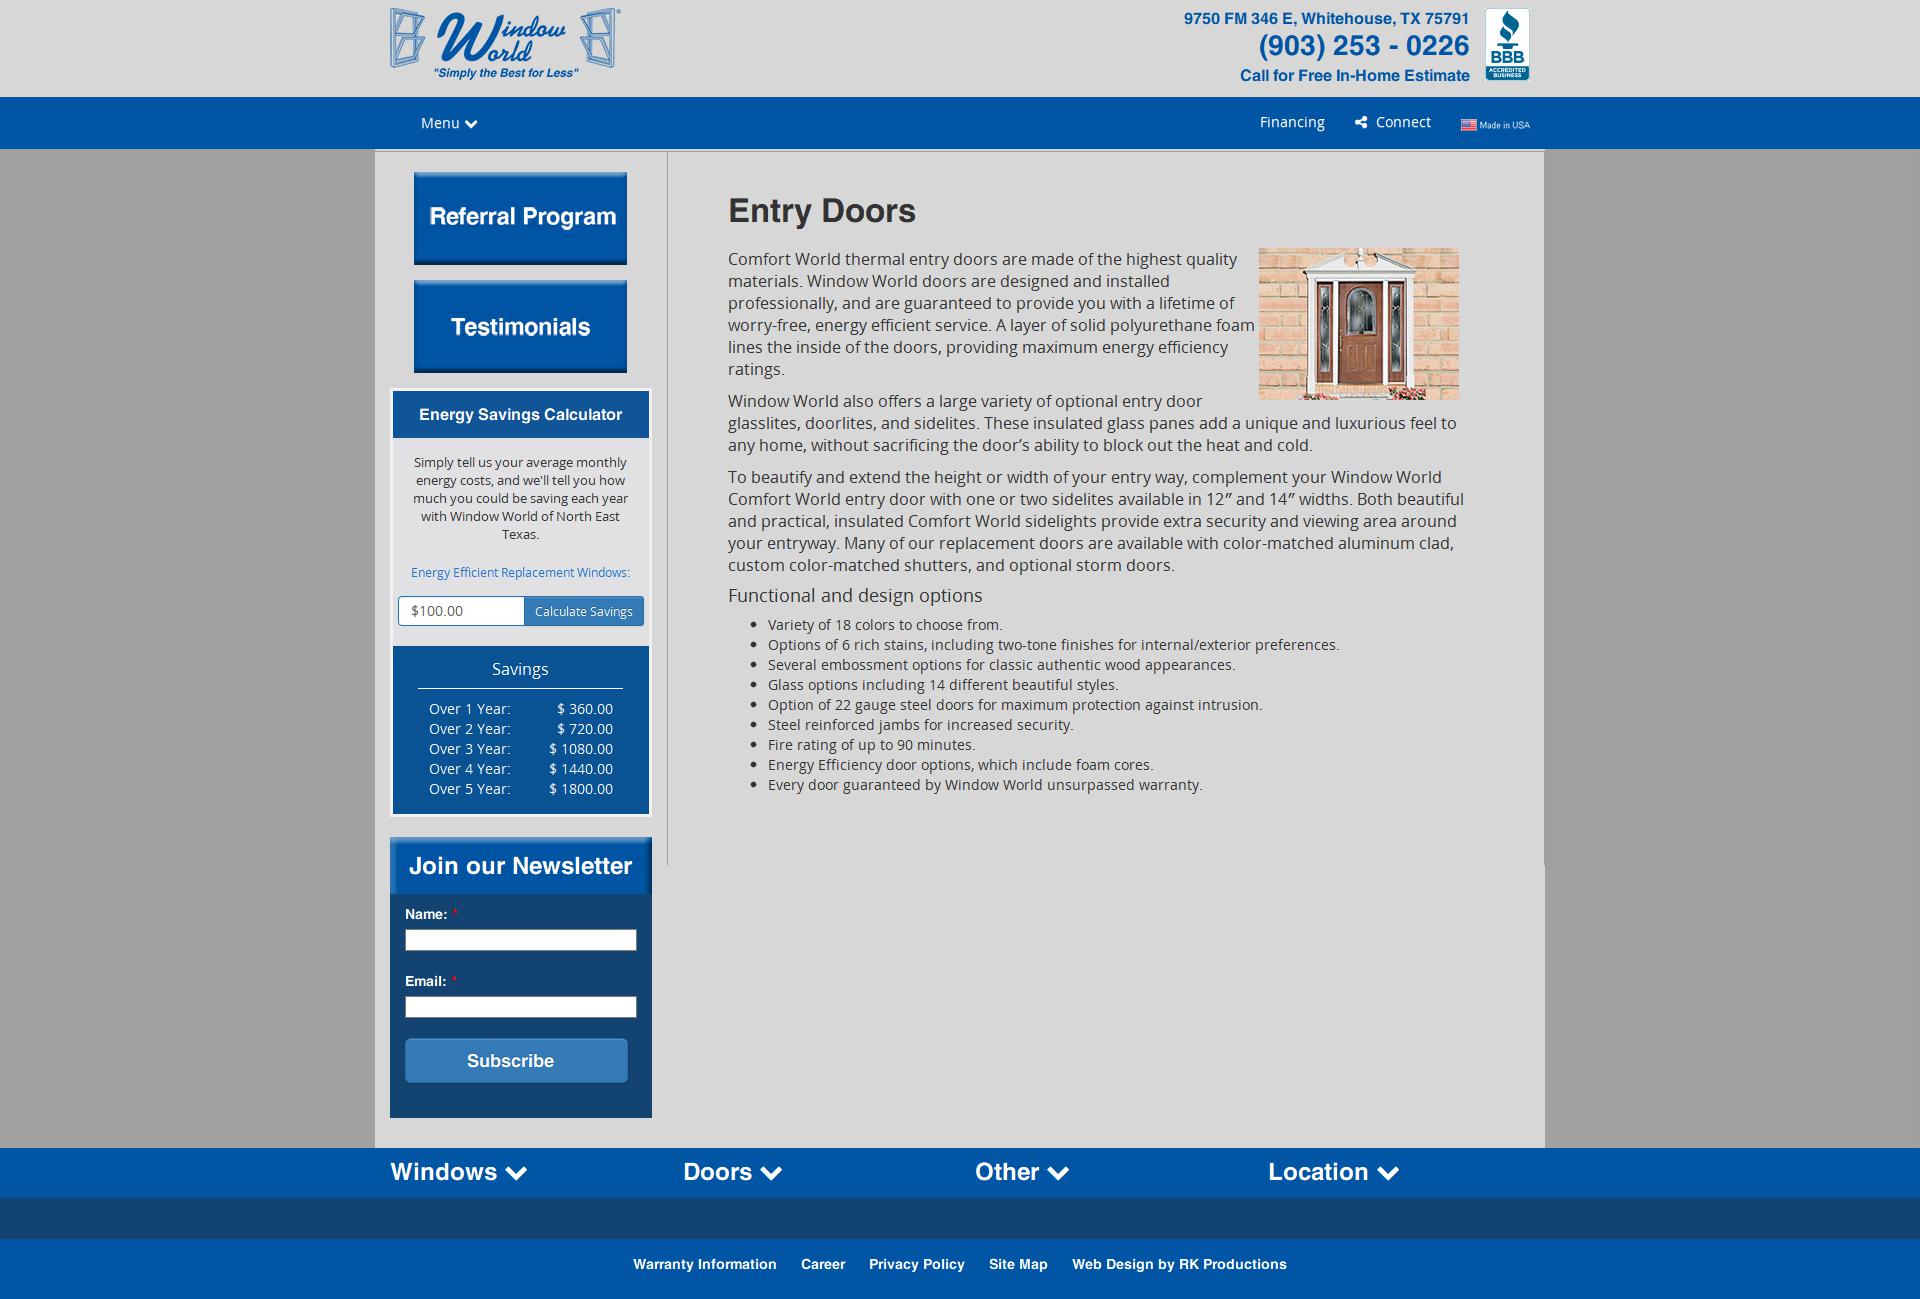 Window World
"Simply the Best for Less"
9750 FM 346 E, Whitehouse, TX 75791
(903) 253 - 0226
Call for Free In-Home Estimate
BBB
ACCREDITED
BUSINESS
Menu
Financing
Connect
Made in USA
Referral Program
Testimonials
Energy Savings Calculator
Simply tell us your average monthly
energy costs, and we'll tell you how
much you could be saving each year
with Window World of North East
Texas.
Energy Efficient Replacement Windows:
$100.00 Calculate Savings
Savings
Over 1 Year: $ 360.00
Over 2 Year: $ 720.00
Over 3 Year: $ 1080.00
Over 4 Year: $ 1440.00
Over 5 Year: $ 1800.00
Join our Newsletter
Name: *
Email: *
Subscribe
Entry Doors
Comfort World thermal entry doors are made of the highest quality
materials. Window World doors are designed and installed
professionally, and are guaranteed to provide you with a lifetime of
worry-free, energy efficient service. A layer of solid polyurethane foam
lines the inside of the doors, providing maximum energy efficiency
ratings.
Window World also offers a large variety of optional entry door
glasslites, doorlites, and sidelites. These insulated glass panes add a unique and luxurious feel to
any home, without sacrificing the door’s ability to block out the heat and cold.
To beautify and extend the height or width of your entry way, complement your Window World
Comfort World entry door with one or two sidelites available in 12″ and 14″ widths. Both beautiful
and practical, insulated Comfort World sidelights provide extra security and viewing area around
your entryway. Many of our replacement doors are available with color-matched aluminum clad,
custom color-matched shutters, and optional storm doors.
Functional and design options
• Variety of 18 colors to choose from.
• Options of 6 rich stains, including two-tone finishes for internal/exterior preferences.
• Several embossment options for classic authentic wood appearances.
• Glass options including 14 different beautiful styles.
• Option of 22 gauge steel doors for maximum protection against intrusion.
• Steel reinforced jambs for increased security.
• Fire rating of up to 90 minutes.
• Energy Efficiency door options, which include foam cores.
• Every door guaranteed by Window World unsurpassed warranty.
Windows
Doors
Other
Location
Warranty Information Career Privacy Policy Site Map Web Design by RK Productions